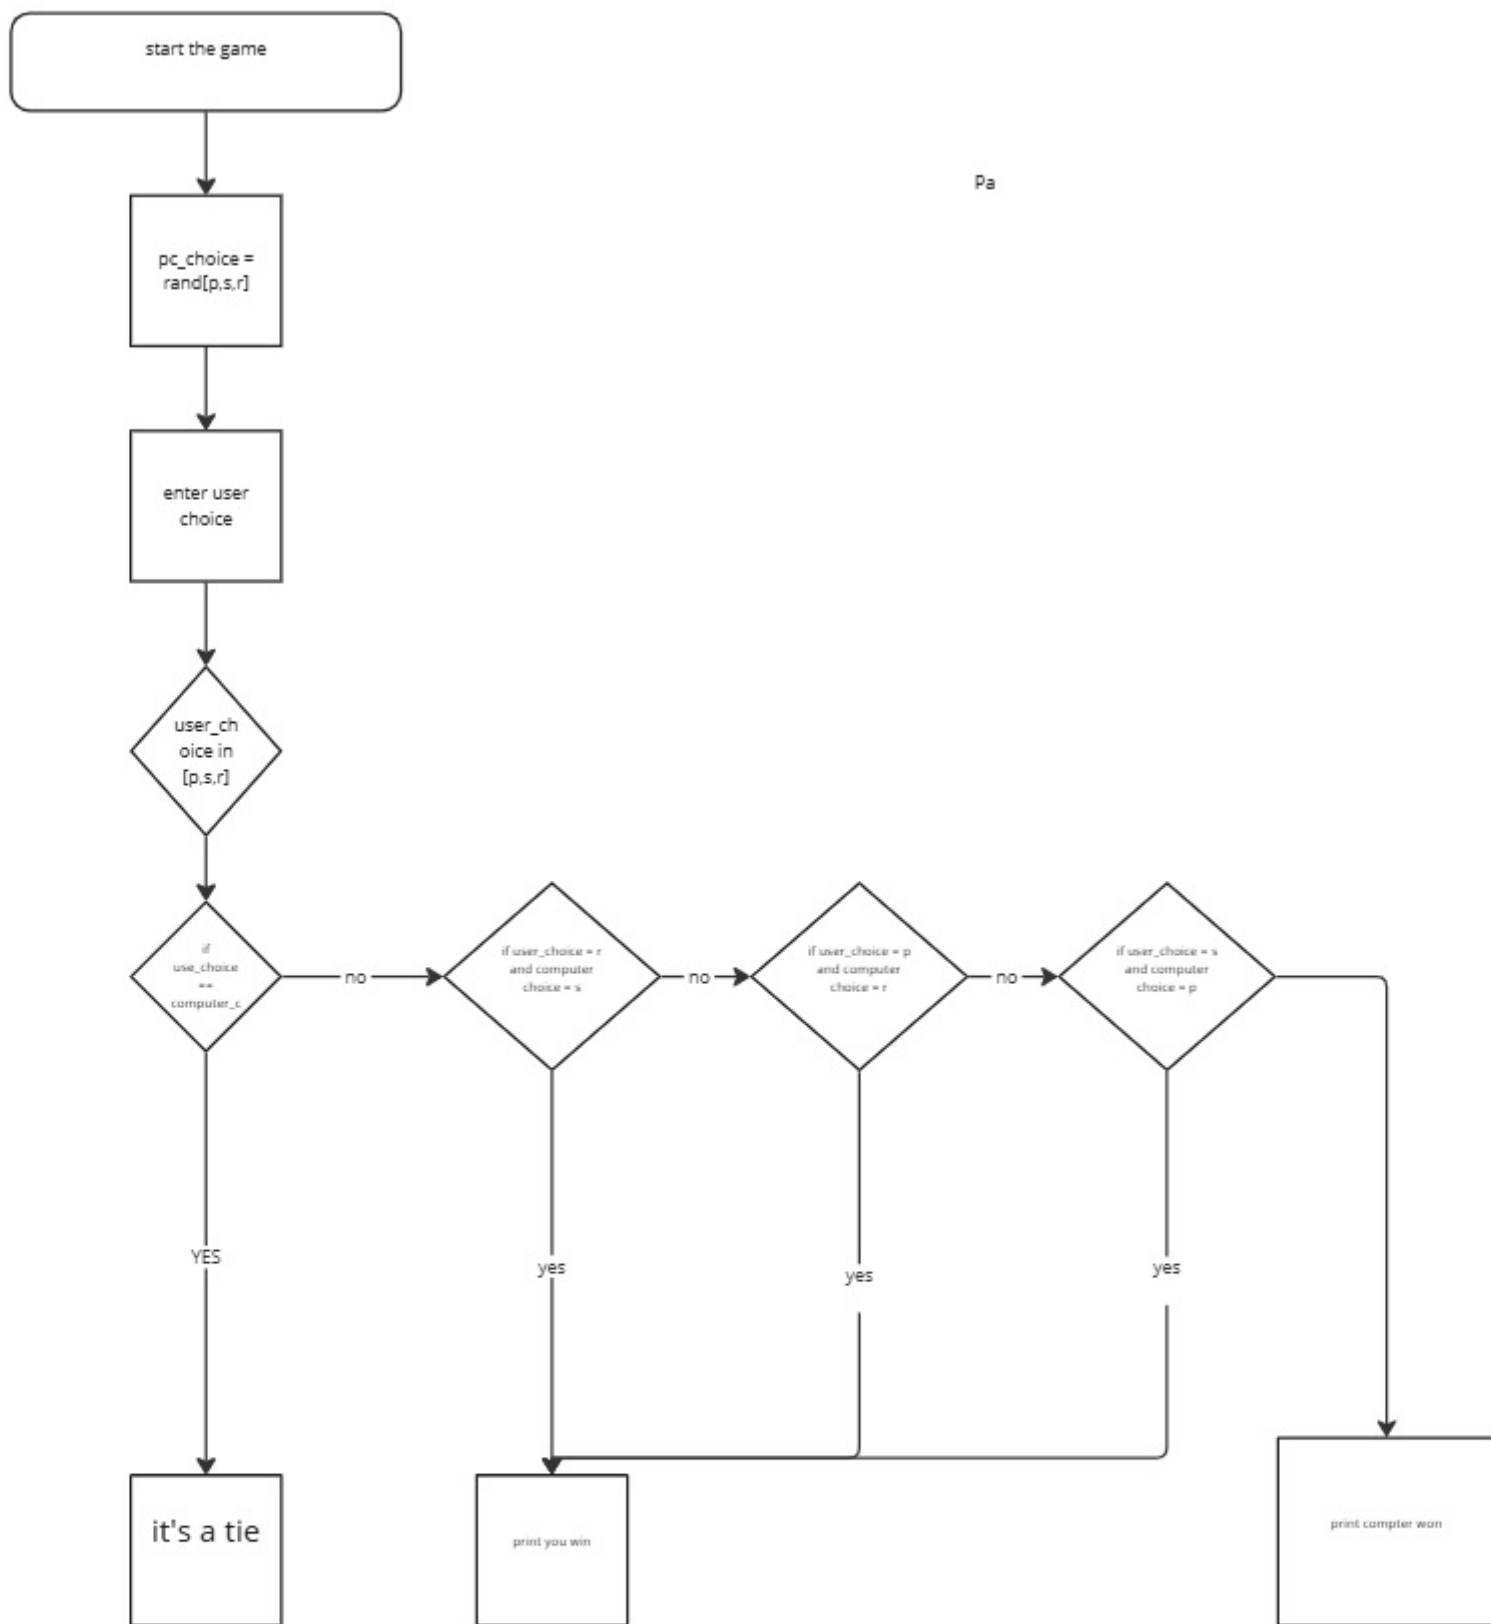 start the game
Pa
pc_choice =
rand[p,s,r]
enter user
choice
user_ch
oice in
[p,s,r]
if
use_choice
==
computer_c
no
if user_choice = r
and computer
choice = s
no
if user_choice = p
and computer
choice = r
no
if user_choice = s
and computer
choice = p
YES
yes
yes
yes
it's a tie
print you win
print compter won